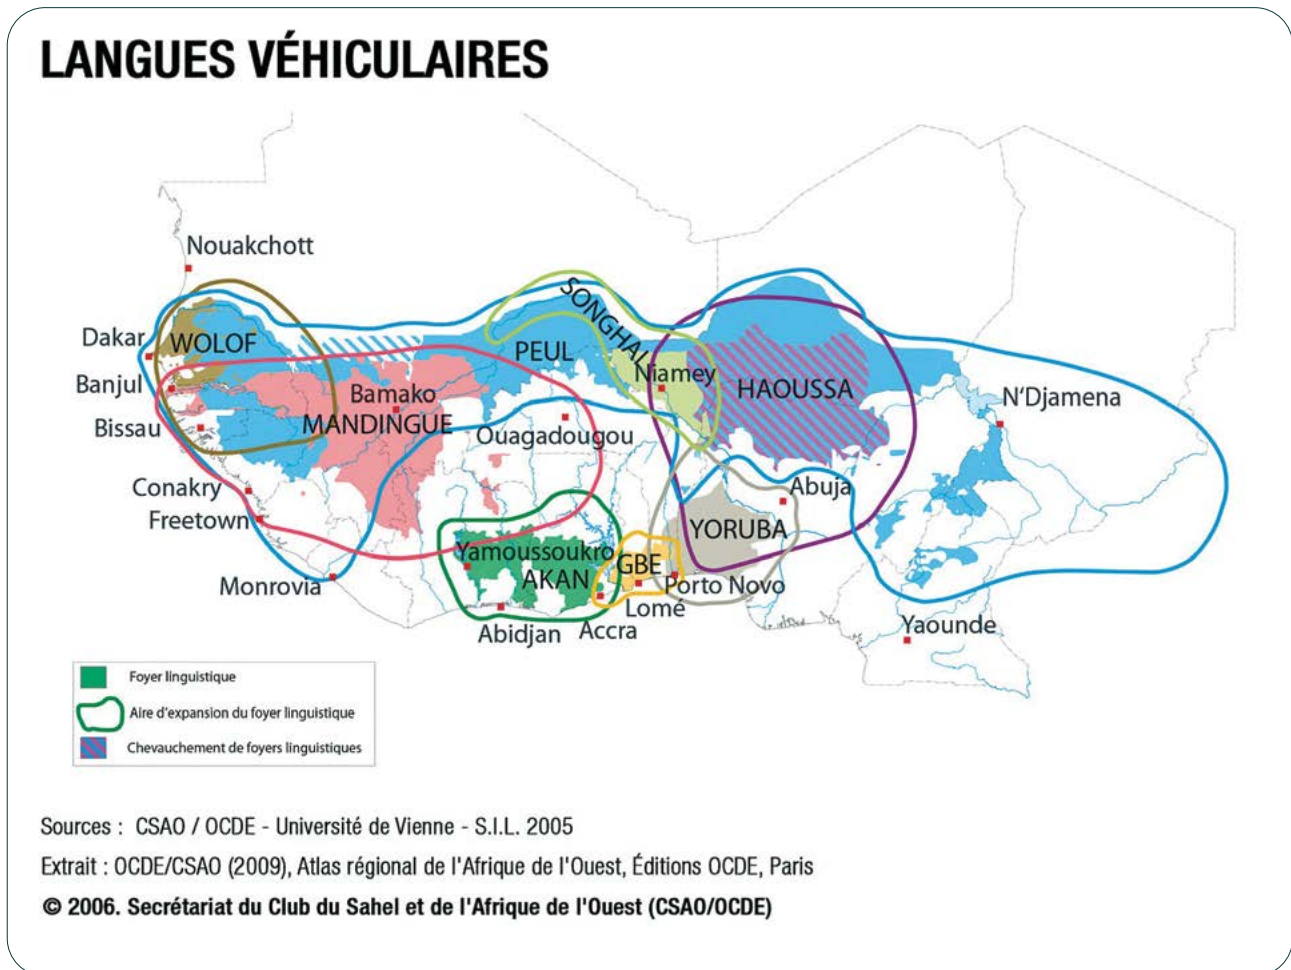 LANGUES VÉHICULAIRES
Nouakchott
SONGHAI
Dakar
WOLOF
PEUL
Banjul
Niamey
HAOUSSA
Bamako
N'Djamena
MANDINGUE
Bissau
Ouagadougou
Conakry
Abuja
Freetown
YORUBA
Yamoussoukro
GBE
AKAN
Monrovia
Porto Novo
Lomé
Abidjan
Accra
Yaounde
Foyer linguistique
Aire d'expansion du foyer linguistique
Chevauchement de foyers linguistiques
Sources : CSAO / OCDE - Université de Vienne - S.I.L. 2005
Extrait : OCDE/CSAO (2009), Atlas régional de l'Afrique de l'Ouest, Éditions OCDE, Paris
© 2006. Secrétariat du Club du Sahel et de l'Afrique de l'Ouest (CSAO/OCDE)